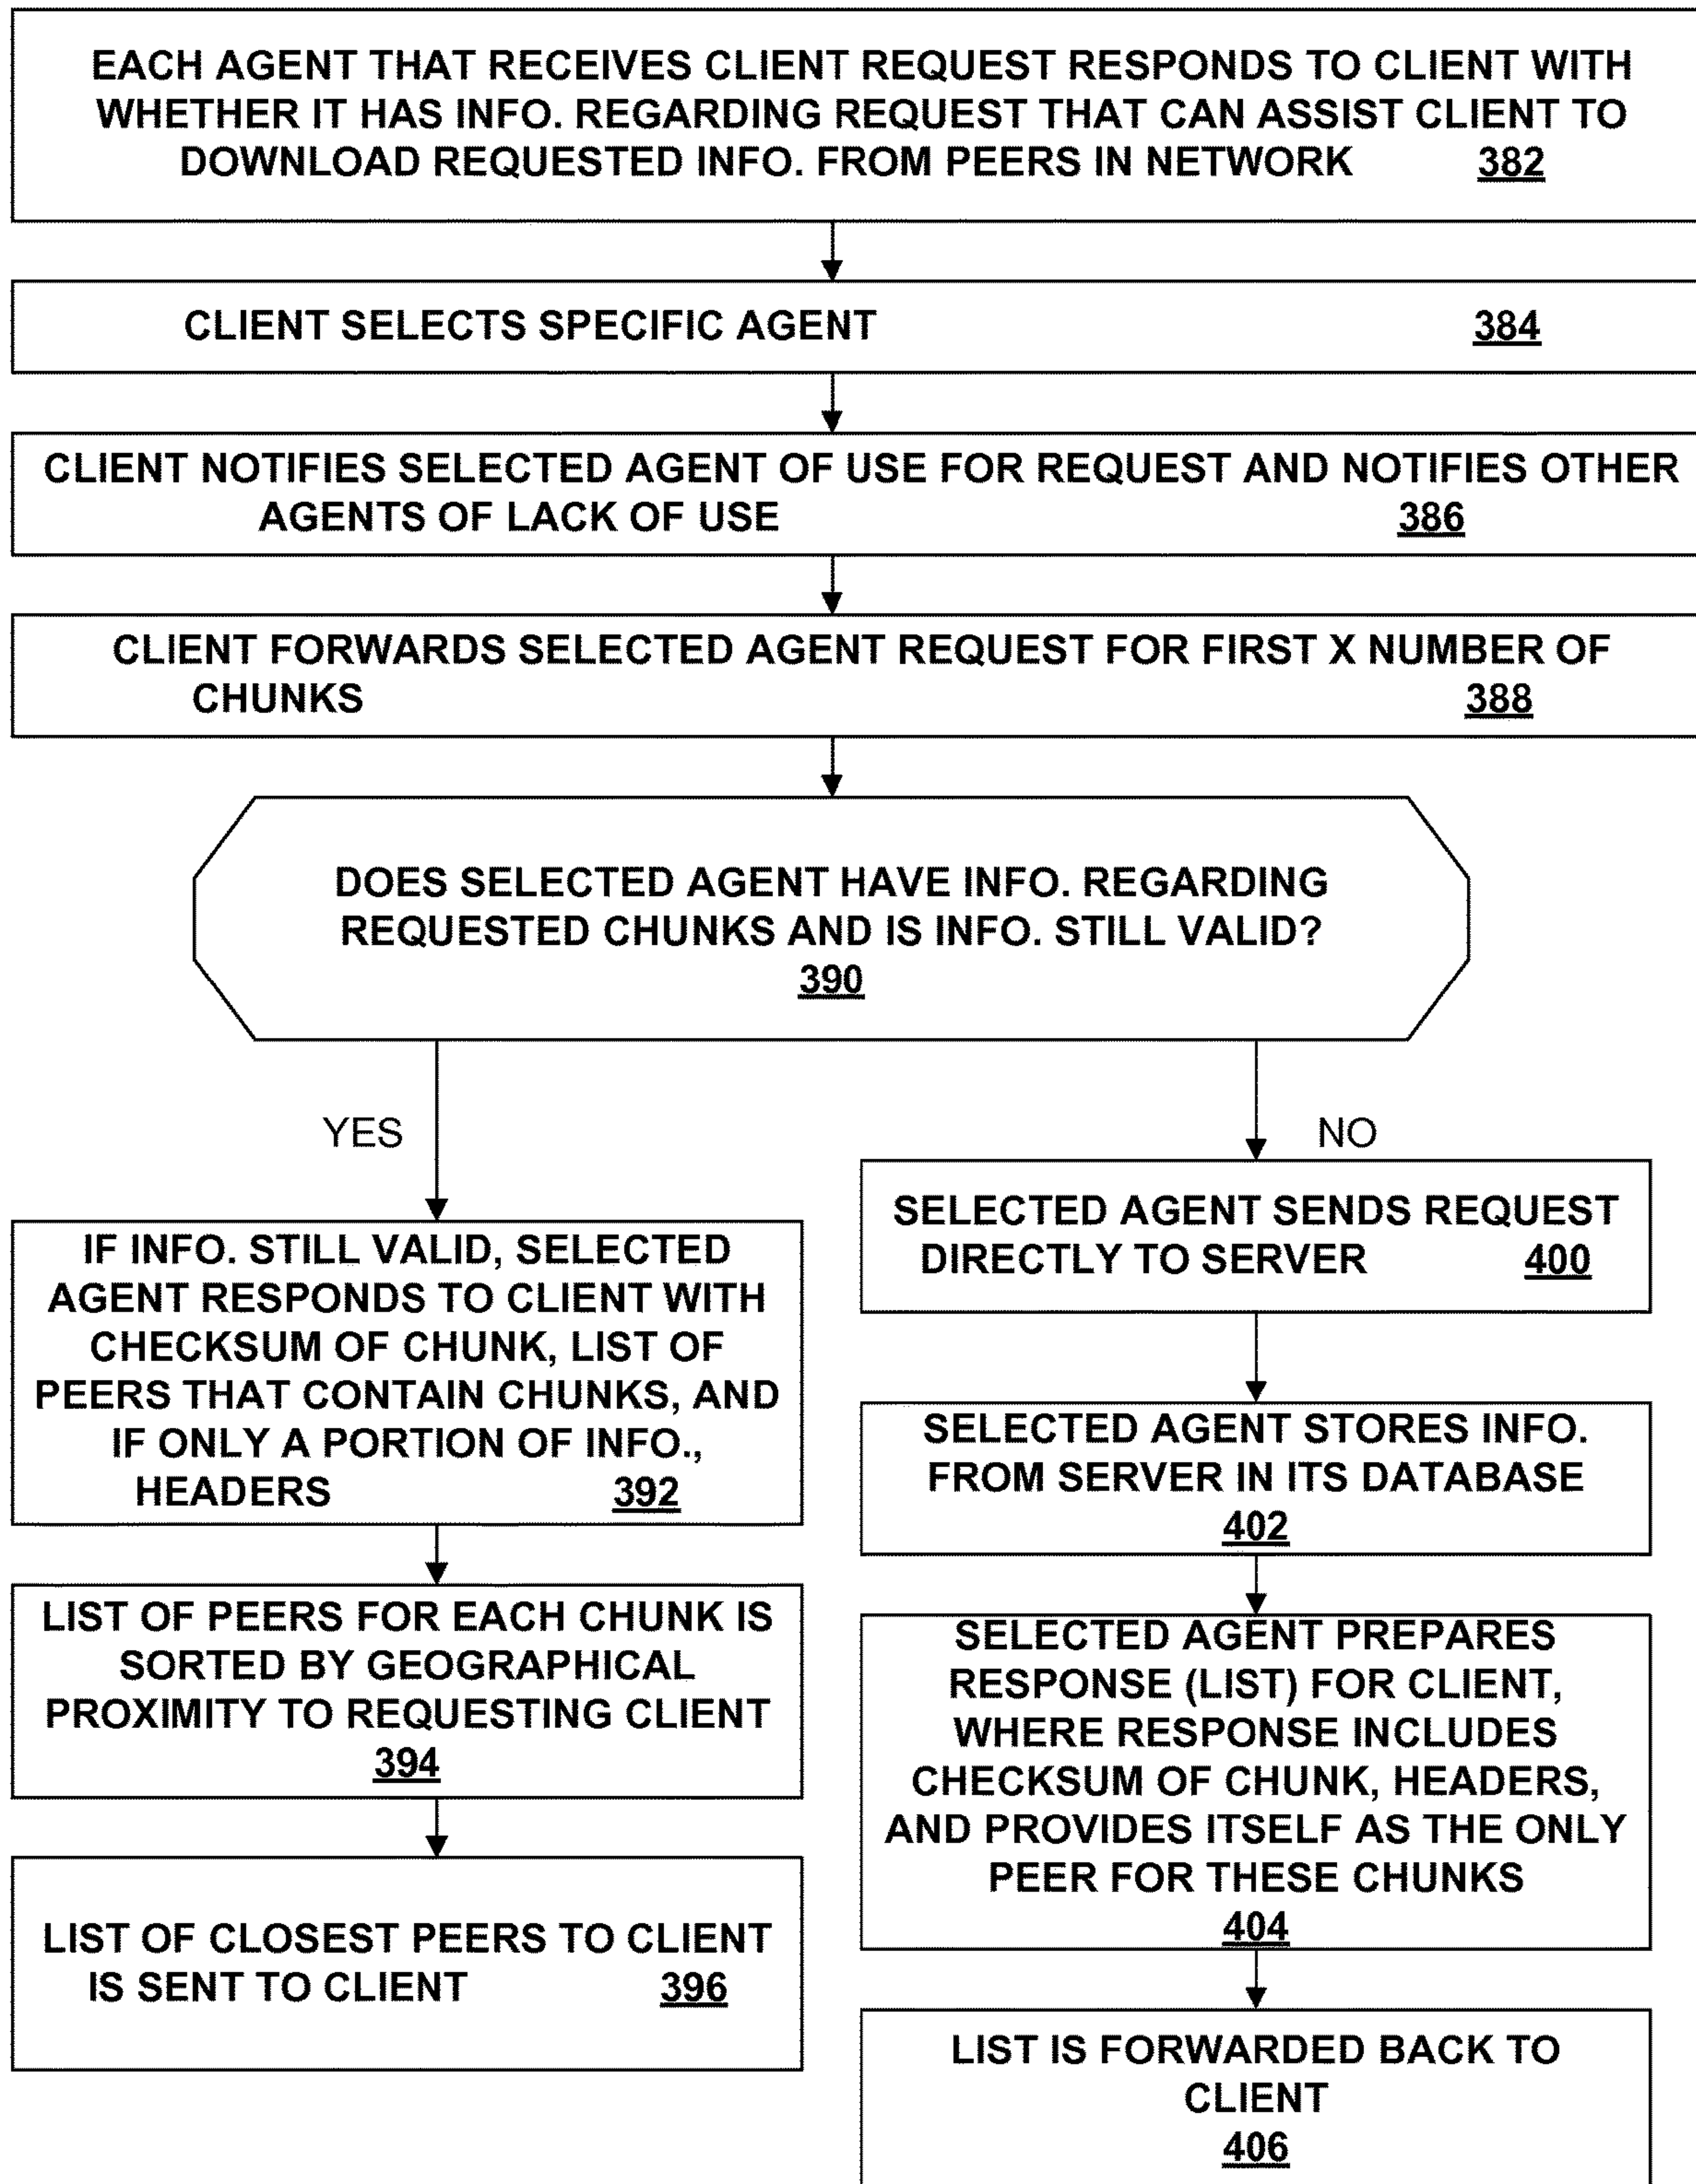 EACH AGENT THAT RECEIVES CLIENT REQUEST RESPONDS TO CLIENT WITH
WHETHER IT HAS INFO. REGARDING REQUEST THAT CAN ASSIST CLIENT TO
DOWNLOAD REQUESTED INFO. FROM PEERS IN NETWORK 382
CLIENT SELECTS SPECIFIC AGENT 384
CLIENT NOTIFIES SELECTED AGENT OF USE FOR REQUEST AND NOTIFIES OTHER
AGENTS OF LACK OF USE 386
CLIENT FORWARDS SELECTED AGENT REQUEST FOR FIRST X NUMBER OF
CHUNKS 388
DOES SELECTED AGENT HAVE INFO. REGARDING
REQUESTED CHUNKS AND IS INFO. STILL VALID?
390
YES
IF INFO. STILL VALID, SELECTED
AGENT RESPONDS TO CLIENT WITH
CHECKSUM OF CHUNK, LIST OF
PEERS THAT CONTAIN CHUNKS, AND
IF ONLY A PORTION OF INFO.,
HEADERS 392
LIST OF PEERS FOR EACH CHUNK IS
SORTED BY GEOGRAPHICAL
PROXIMITY TO REQUESTING CLIENT
394
LIST OF CLOSEST PEERS TO CLIENT
IS SENT TO CLIENT 396
NO
SELECTED AGENT SENDS REQUEST
DIRECTLY TO SERVER 400
SELECTED AGENT STORES INFO.
FROM SERVER IN ITS DATABASE
402
SELECTED AGENT PREPARES
RESPONSE (LIST) FOR CLIENT,
WHERE RESPONSE INCLUDES
CHECKSUM OF CHUNK, HEADERS,
AND PROVIDES ITSELF AS THE ONLY
PEER FOR THESE CHUNKS
404
LIST IS FORWARDED BACK TO
CLIENT
406